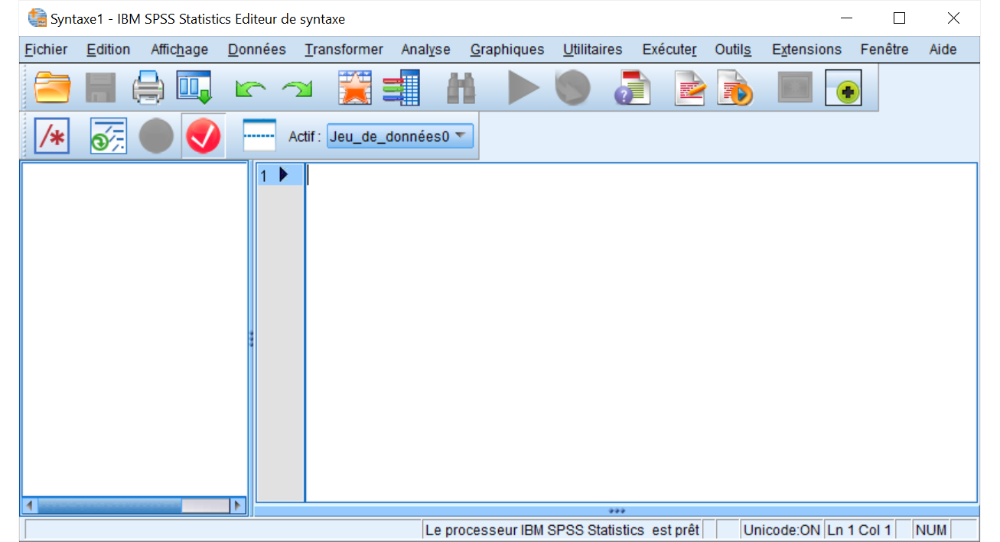 Syntaxe1 - IBM SPSS Statistics Editeur de syntaxe
Fichier Edition Affichage Données Transformer Analyse Graphiques Utilitaires Exécuter Outils Extensions Fenêtre Aide
Actif : Jeu_de_données0
1
Le processeur IBM SPSS Statistics est prêt Unicode:ON Ln 1 Col 1 NUM